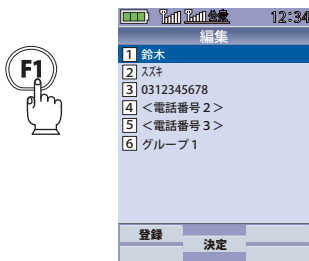 12:34
編集
F1
1 鈴木
2 ｽｽﾞｷ
3 0312345678
4 ＜電話番号２＞
5 ＜電話番号３＞
6 グループ1
登録
決定